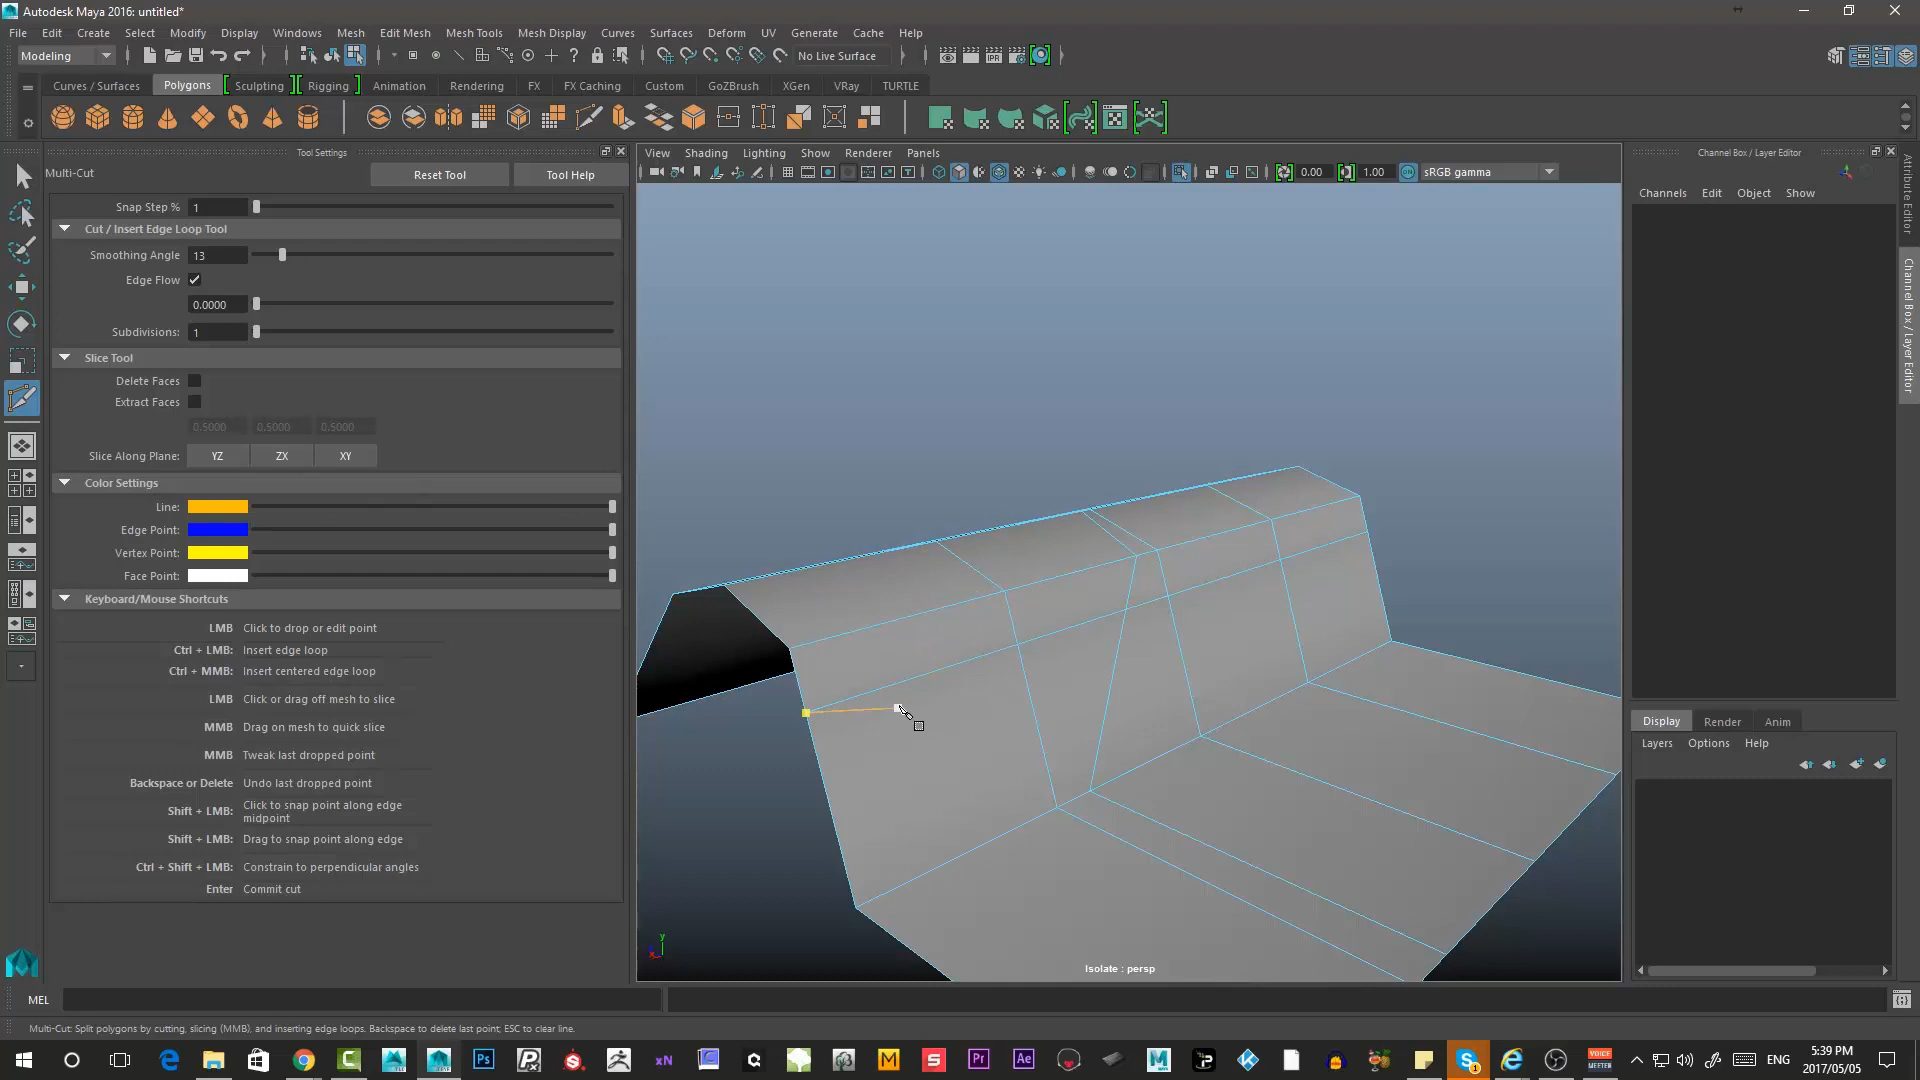 Autodesk Maya 2016: untitled*
File Edit Create Select Modify Display Windows Mesh Edit Mesh Mesh Tools Mesh Display Curves Surfaces Deform UV Generate Cache Help
Modeling
No Live Surface
Curves / Surfaces Polygons Sculpting Rigging Animation Rendering FX FX Caching Custom GoZBrush XGen VRay TURTLE
Tool Settings
Multi-Cut
Reset Tool
Tool Help
Snap Step % 1
Cut / Insert Edge Loop Tool
Smoothing Angle 13
Edge Flow
0.0000
Subdivisions: 1
Slice Tool
Delete Faces
Extract Faces
0.5000 0.5000 0.5000
Slice Along Plane: YZ ZX XY
Color Settings
Line:
Edge Point:
Vertex Point:
Face Point:
Keyboard/Mouse Shortcuts
LMB Click to drop or edit point
Ctrl + LMB: Insert edge loop
Ctrl + MMB: Insert centered edge loop
LMB Click or drag off mesh to slice
MMB Drag on mesh to quick slice
MMB Tweak last dropped point
Backspace or Delete Undo last dropped point
Shift + LMB: Click to snap point along edge
midpoint
Shift + LMB: Drag to snap point along edge
Ctrl + Shift + LMB: Constrain to perpendicular angles
Enter Commit cut
View Shading Lighting Show Renderer Panels
0.00 1.00 sRGB gamma
y
Isolate : persp
Channel Box / Layer Editor
Channels Edit Object Show
Attribute Editor
Channel Box / Layer Editor
Display Render Anim
Layers Options Help
MEL
Multi-Cut: Split polygons by cutting, slicing (MMB), and inserting edge loops. Backspace to delete last point; ESC to clear line.
Ps xN M S Pr Ae M
VOICE
MEETER
ENG
5:39 PM
2017/05/05